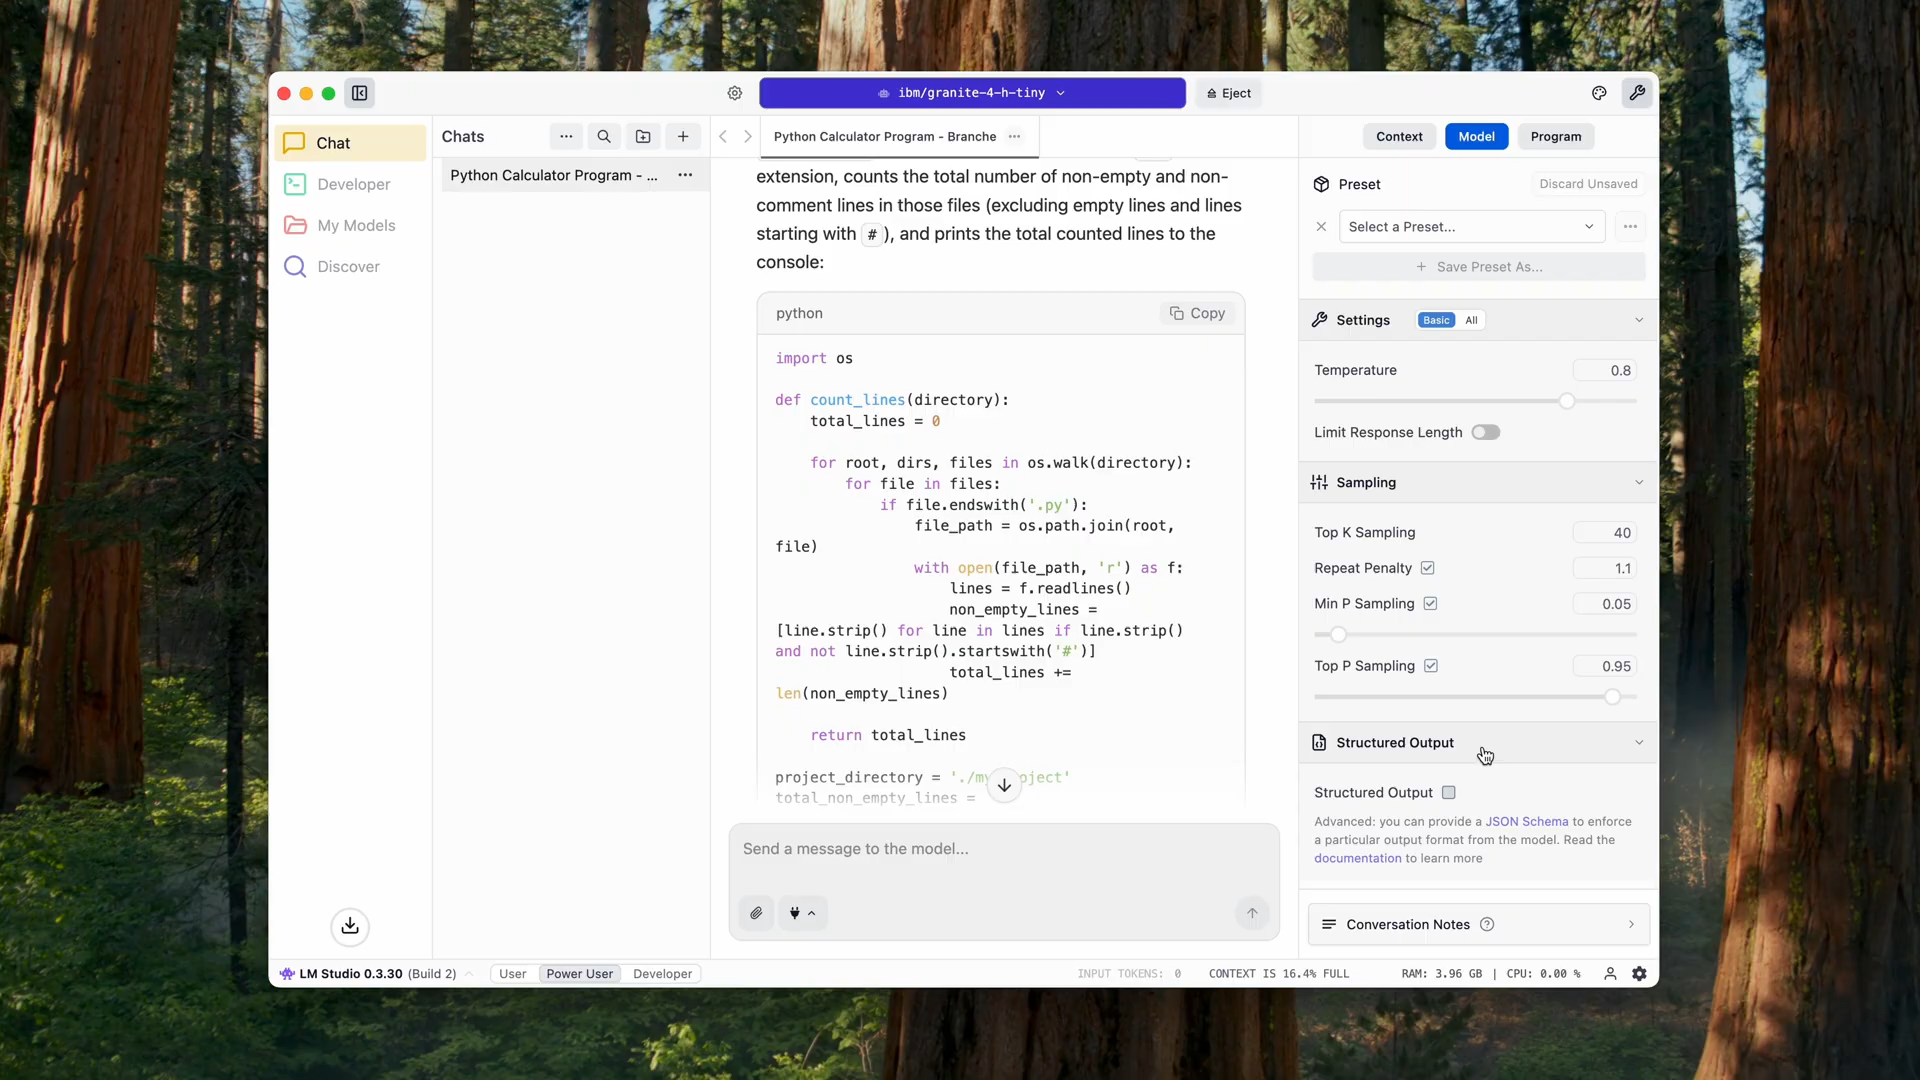 ibm/granite-4-h-tiny
Eject
Chat
Developer
My Models
Discover
Chats
Python Calculator Program - ...
Python Calculator Program - Branche
extension, counts the total number of non-empty and non-
comment lines in those files (excluding empty lines and lines
starting with # ), and prints the total counted lines to the
console:
python
Copy
import os
def count_lines(directory):
total_lines = 0
for root, dirs, files in os.walk(directory):
for file in files:
if file.endswith('.py'):
file_path = os.path.join(root,
file)
with open(file_path, 'r') as f:
lines = f.readlines()
non_empty_lines =
[line.strip() for line in lines if line.strip()
and not line.strip().startswith('#')]
total_lines +=
len(non_empty_lines)
return total_lines
project_directory = './my oject'
total_non_empty_lines =
Send a message to the model...
Context
Model
Program
Preset
Discard Unsaved
Select a Preset...
+ Save Preset As...
Settings
Basic
All
Temperature
0.8
Limit Response Length
Sampling
Top K Sampling
40
Repeat Penalty
1.1
Min P Sampling
0.05
Top P Sampling
0.95
Structured Output
Structured Output
Advanced: you can provide a JSON Schema to enforce
a particular output format from the model. Read the
documentation to learn more
Conversation Notes
LM Studio 0.3.30 (Build 2)
User
Power User
Developer
INPUT TOKENS: 0
CONTEXT IS 16.4% FULL
RAM: 3.96 GB | CPU: 0.00 %